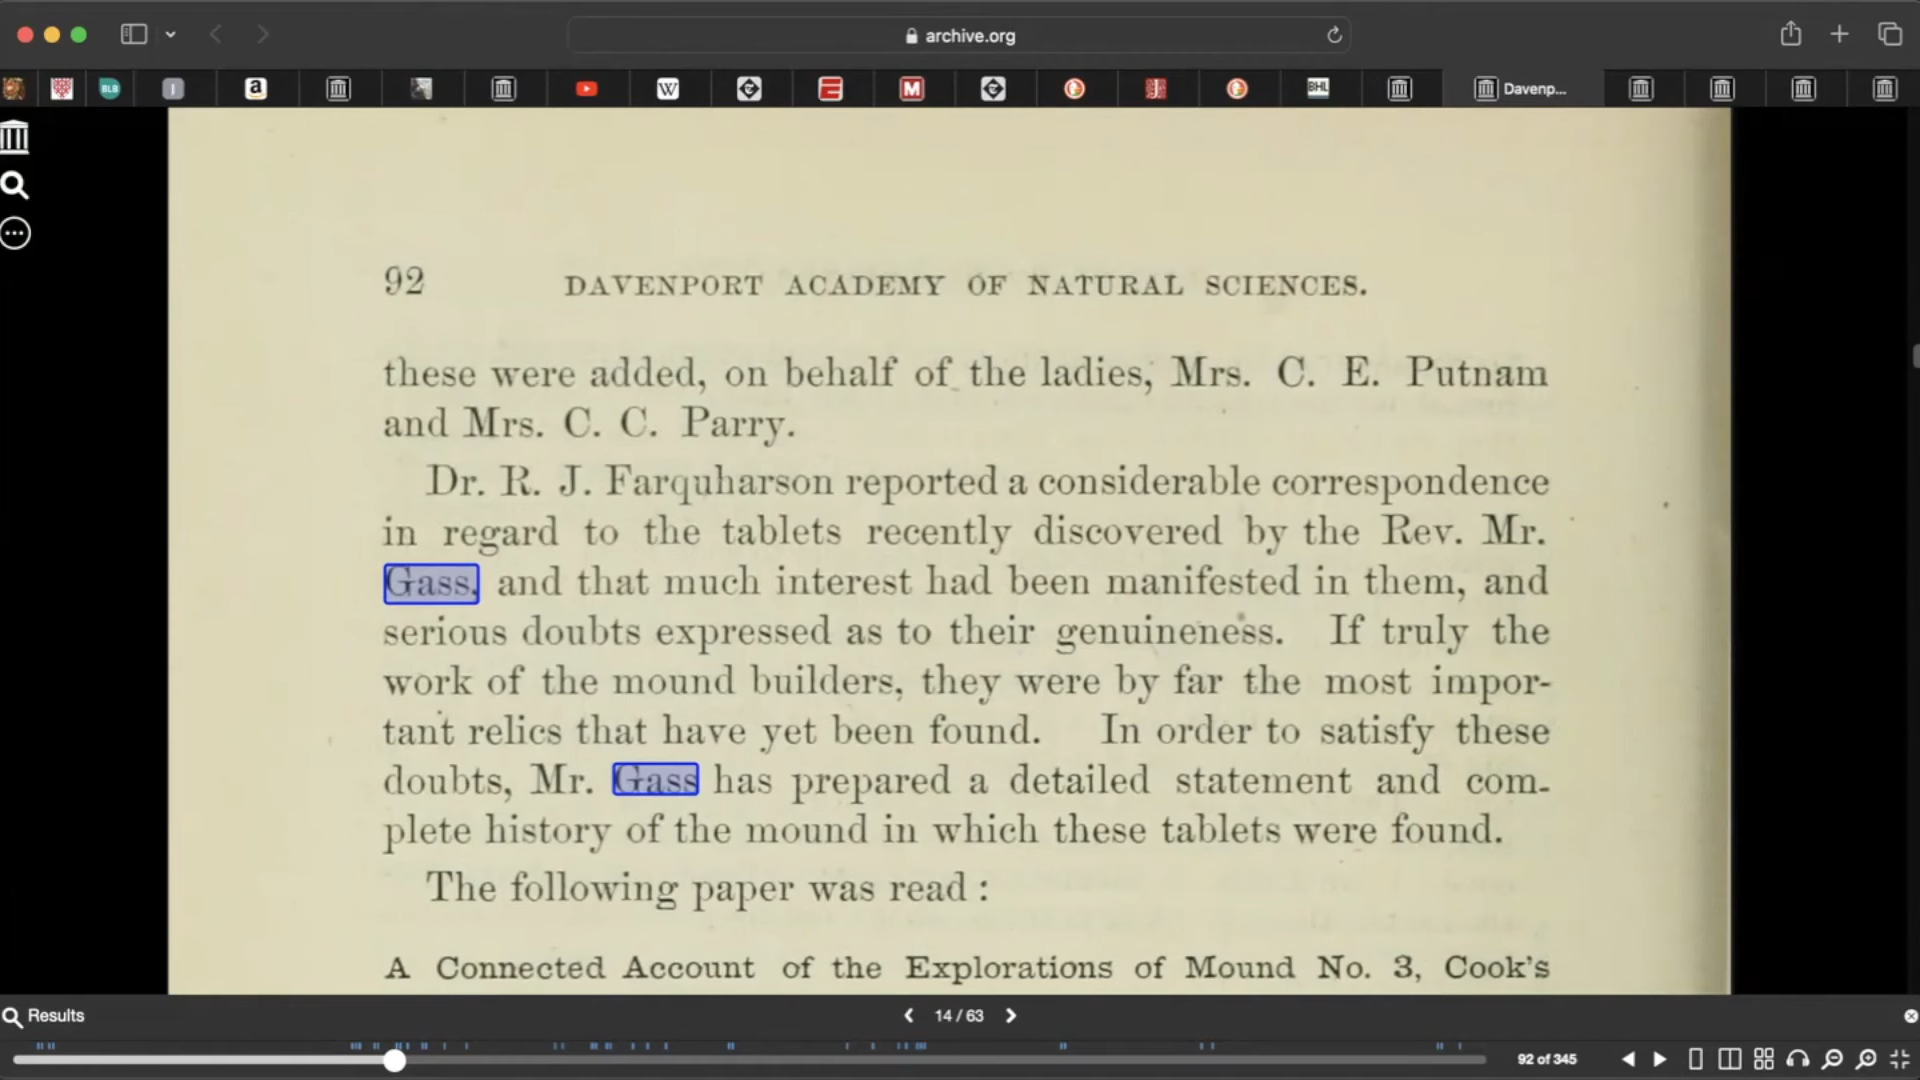 archive.org
BLB
BHL
Davenp...
92 DAVENPORT ACADEMY OF NATURAL SCIENCES.
these were added, on behalf of the ladies, Mrs. C. E. Putnam
and Mrs. C. C. Parry.
Dr. R. J. Farquharson reported a considerable correspondence
in regard to the tablets recently discovered by the Rev. Mr.
Gass, and that much interest had been manifested in them, and
serious doubts expressed as to their genuineness. If truly the
work of the mound builders, they were by far the most impor-
tant relics that have yet been found. In order to satisfy these
doubts, Mr. Gass has prepared a detailed statement and com-
plete history of the mound in which these tablets were found.
The following paper was read :
A Connected Account of the Explorations of Mound No. 3, Cook's
Results
14 / 63
92 of 345